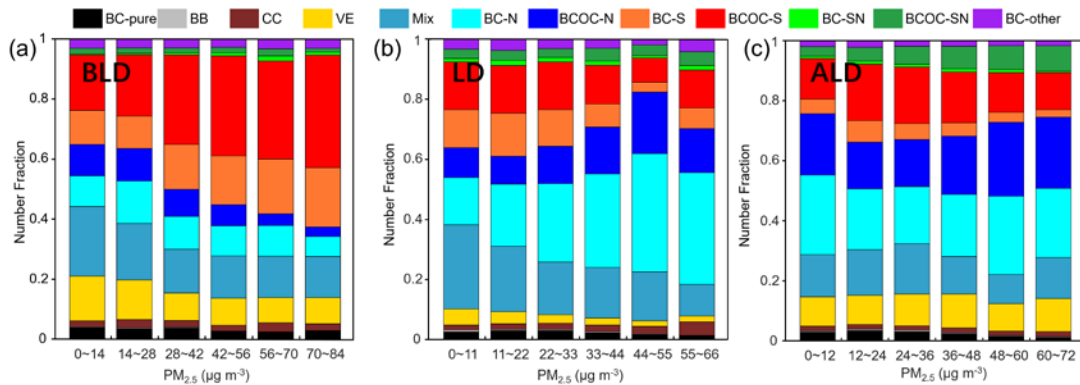 BC-pure BB CC VE Mix BC-N BCOC-N BC-S BCOC-S BC-SN BCOC-SN BC-other
(a) BLD
1
0.8
0.6
0.4
0.2
0
Number Fraction
0~14 14~28 28~42 42~56 56~70 70~84
PM2.5 (μg m-3)
(b) LD
1
0.8
0.6
0.4
0.2
0
Number Fraction
0~11 11~22 22~33 33~44 44~55 55~66
PM2.5 (μg m-3)
(c) ALD
1
0.8
0.6
0.4
0.2
0
Number Fraction
0~12 12~24 24~36 36~48 48~60 60~72
PM2.5 (μg m-3)